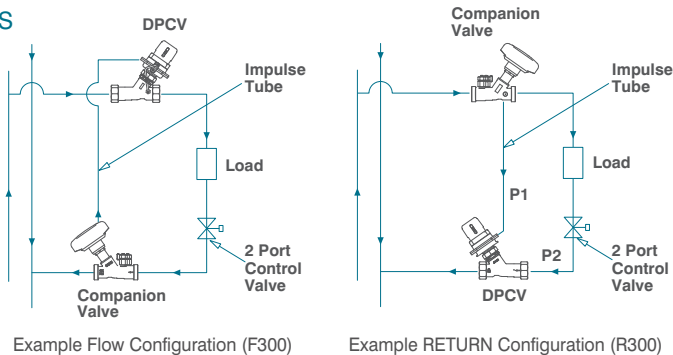 S
DPCV
Impulse
Tube
Load
2 Port
Control
Valve
Companion
Valve
Example Flow Configuration (F300)
Companion
Valve
Impulse
Tube
P1
Load
P2
2 Port
Control
Valve
DPCV
Example RETURN Configuration (R300)